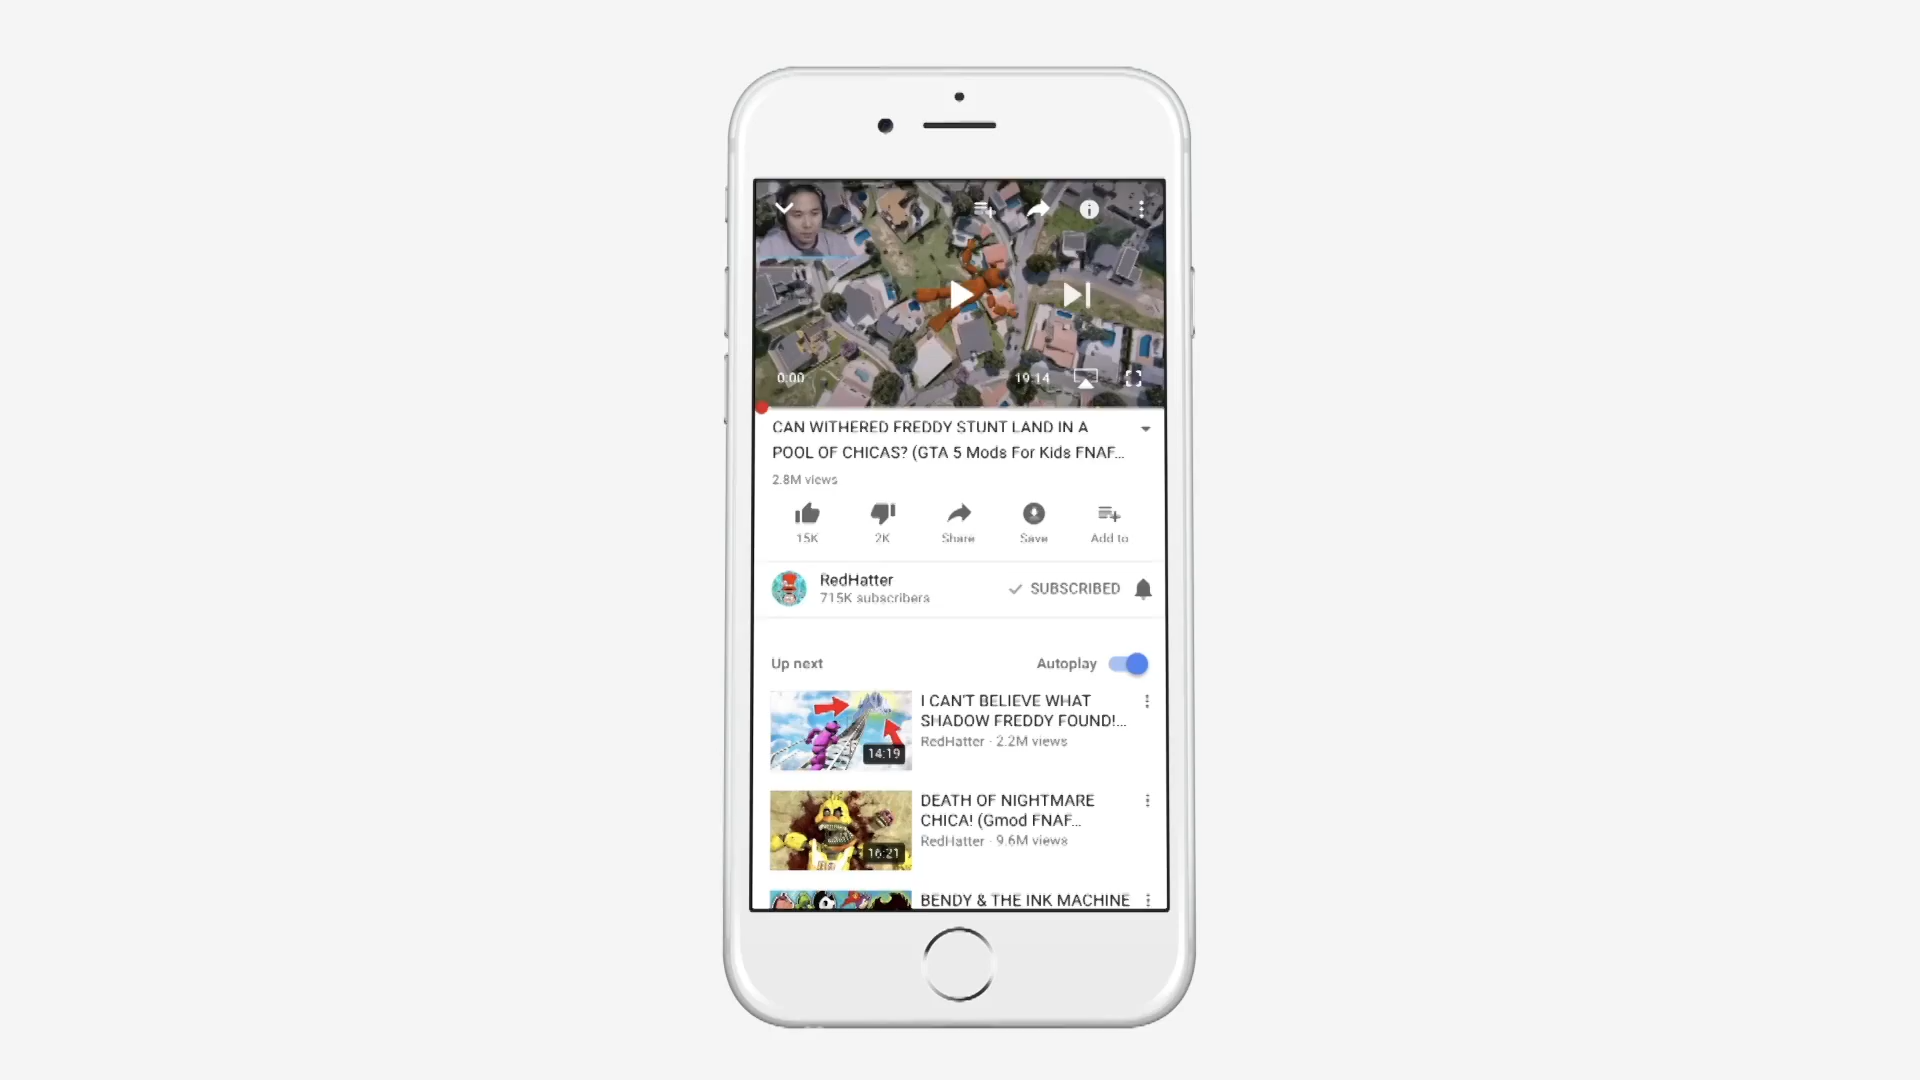 0:00
19:14
CAN WITHERED FREDDY STUNT LAND IN A
POOL OF CHICAS? (GTA 5 Mods For Kids FNAF...
2.8M views
15K
2K
Share
Save
Add to
RedHatter
715K subscribers
SUBSCRIBED
Up next
Autoplay
14:19
I CAN'T BELIEVE WHAT
SHADOW FREDDY FOUND!...
RedHatter · 2.2M views
16:21
DEATH OF NIGHTMARE
CHICA! (Gmod FNAF...
RedHatter · 9.6M views
BENDY & THE INK MACHINE